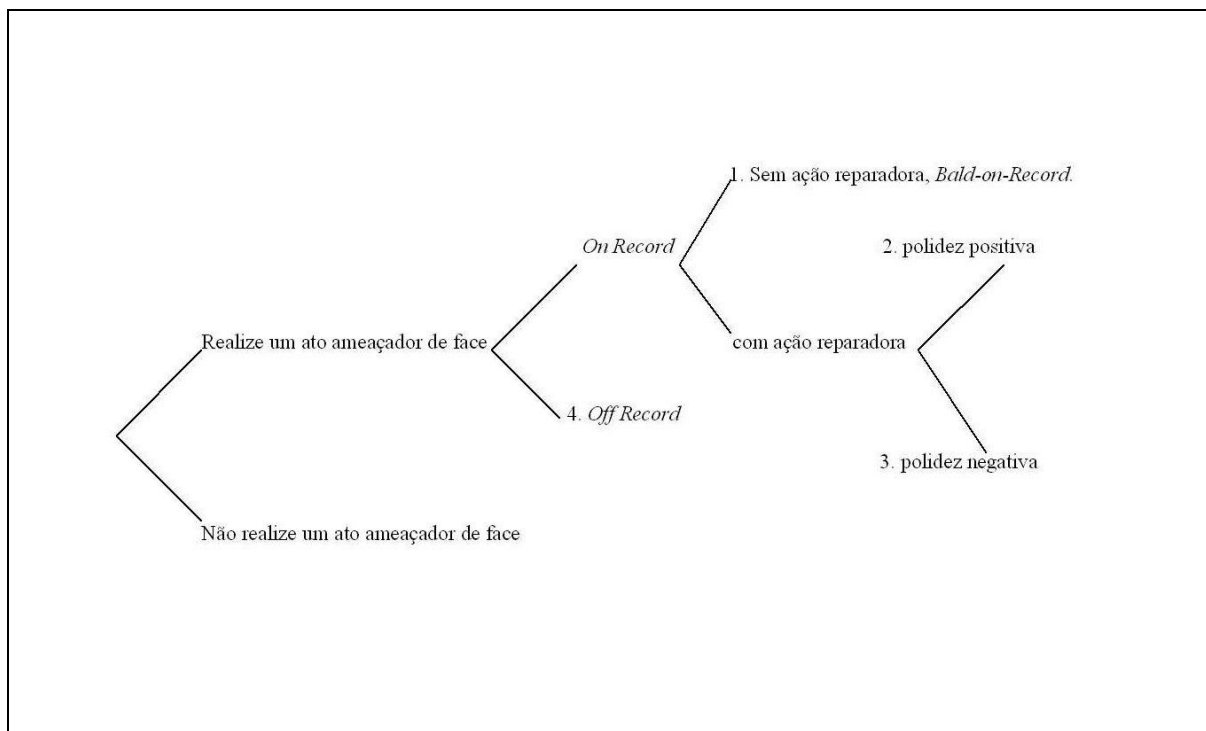 1. Sem ação reparadora, Bald-on-Record.
On Record
2. polidez positiva
Realize um ato ameaçador de face
com ação reparadora
4. Off Record
3. polidez negativa
Não realize um ato ameaçador de face